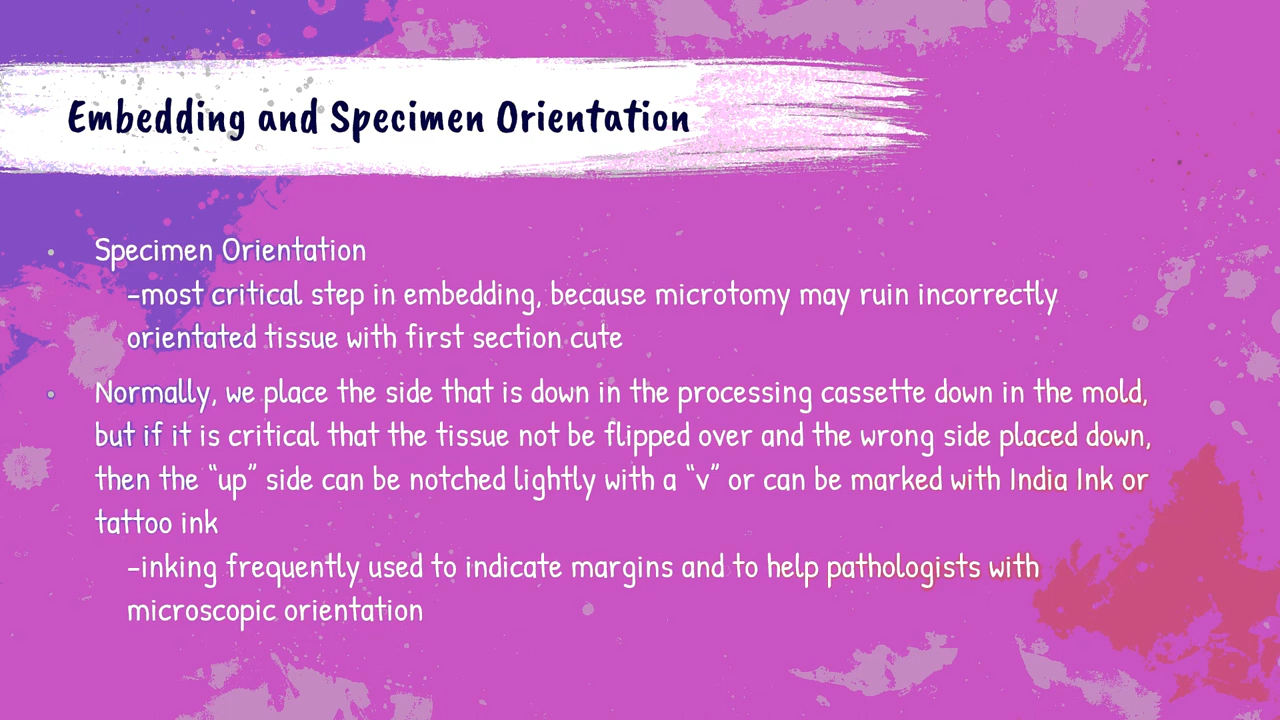 Embedding and Specimen Orientation
• Specimen Orientation
–most critical step in embedding, because microtomy may ruin incorrectly
orientated tissue with first section cute
• Normally, we place the side that is down in the processing cassette down in the mold,
but if it is critical that the tissue not be flipped over and the wrong side placed down,
then the “up” side can be notched lightly with a “v” or can be marked with India Ink or
tattoo ink
–inking frequently used to indicate margins and to help pathologists with
microscopic orientation